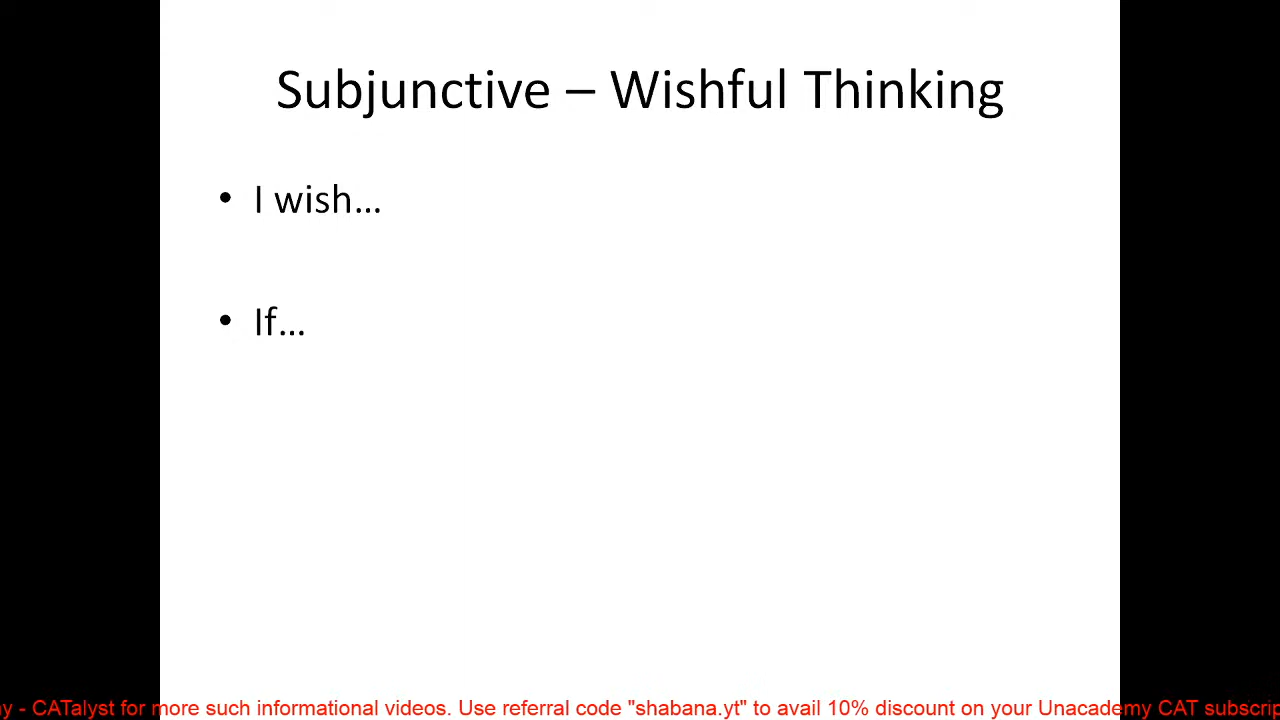 Subjunctive – Wishful Thinking
• I wish…
• If…
- CATalyst for more such informational videos. Use referral code "shabana.yt" to avail 10% discount on your Unacademy CAT